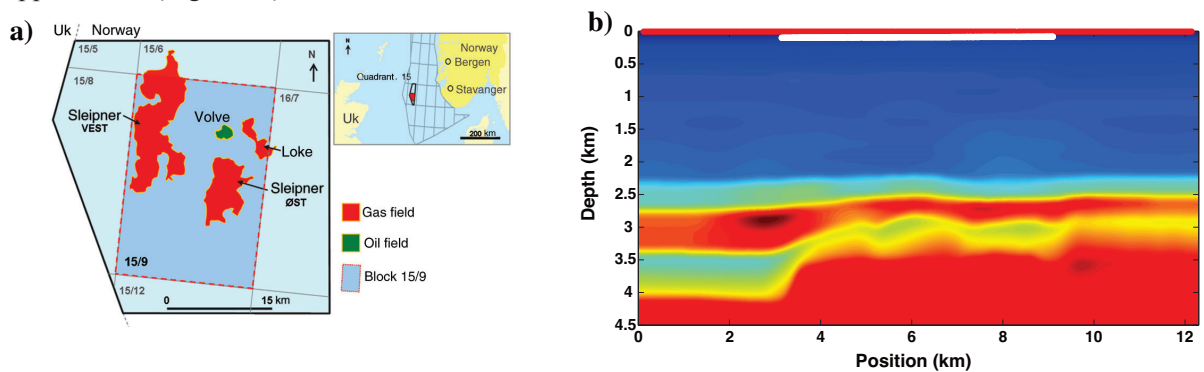 a)
Uk Norway
15/5
15/6
15/8
N
16/7
Sleipner
VEST
Volve
Loke
Sleipner
ØST
15/9
15/12
0 15 km
N
Norway
Bergen
Quadrant. 15
Stavanger
Uk
200 km
Gas field
Oil field
Block 15/9
b)
0
0.5
1
1.5
2
2.5
3
3.5
4
4.5
Depth (km)
0 2 4 6 8 10 12
Position (km)